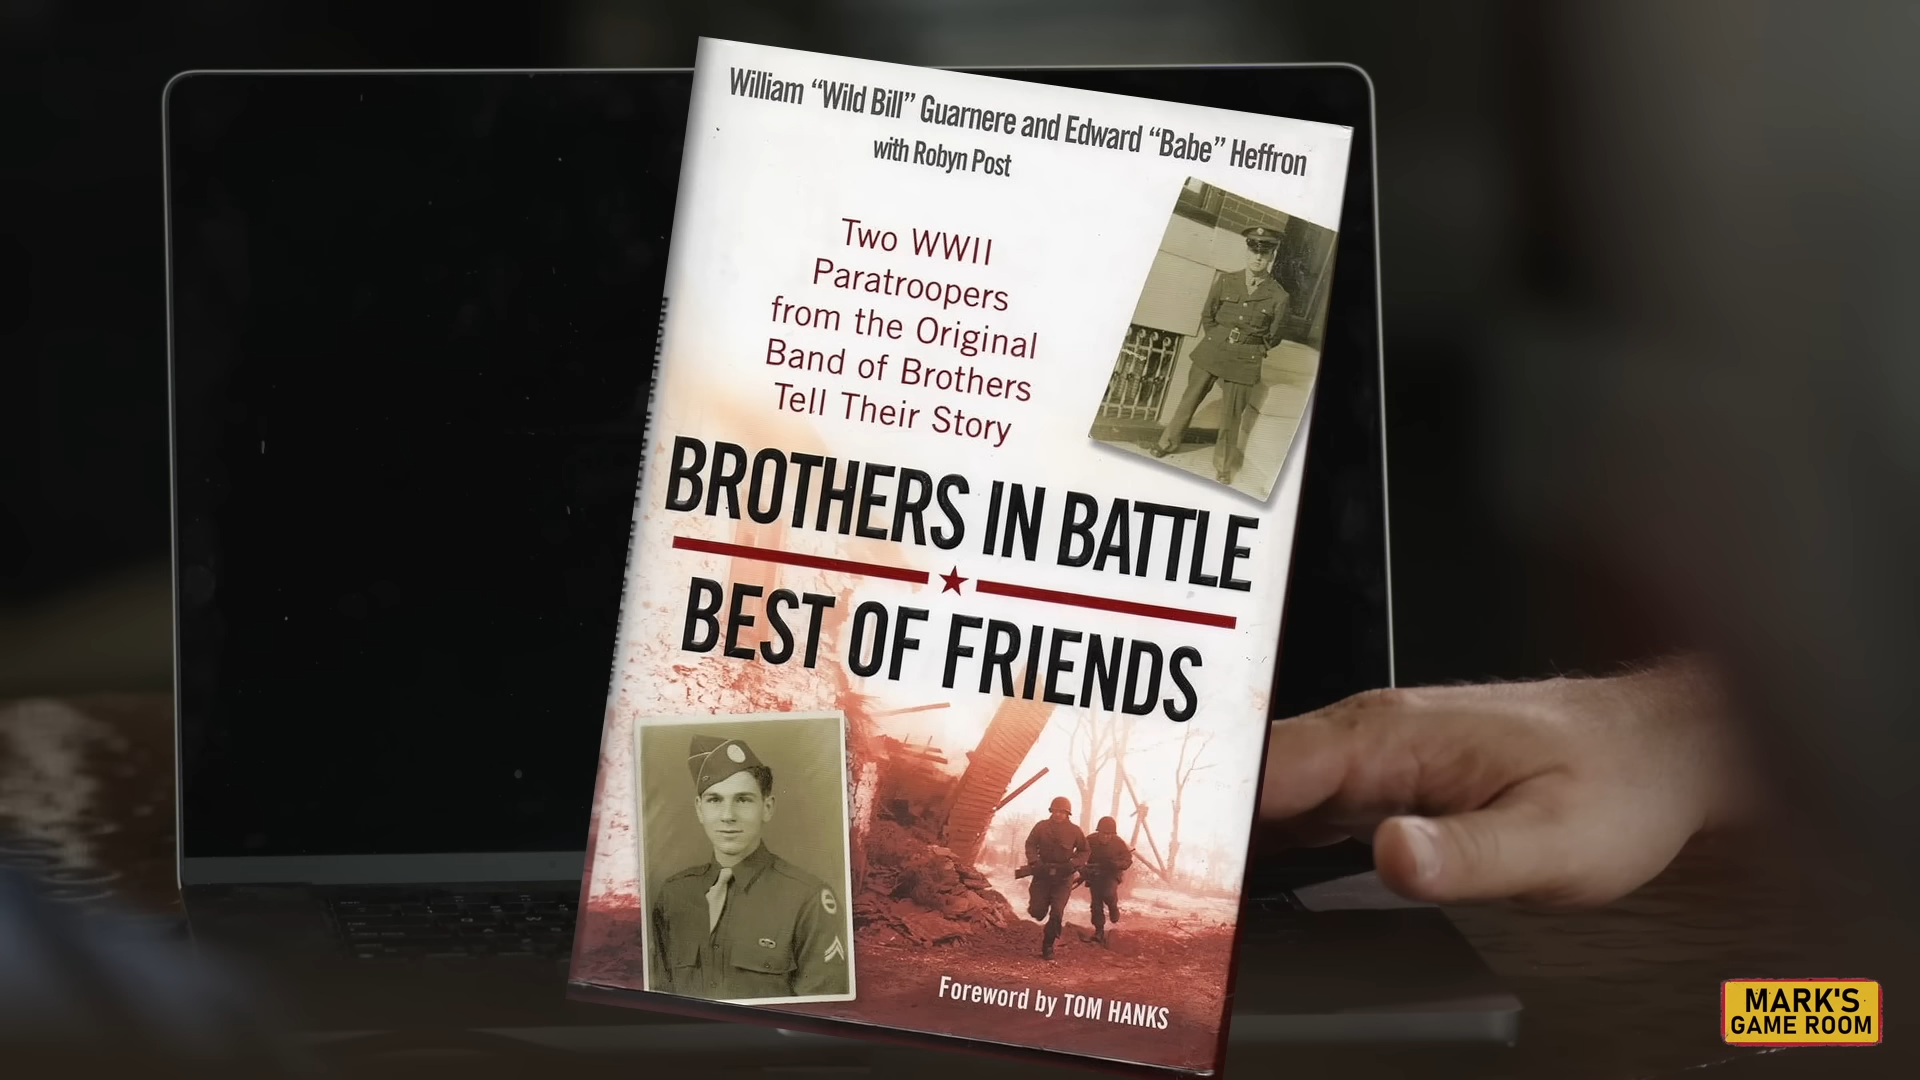 William “Wild Bill” Guarnere and Edward “Babe” Heffron
with Robyn Post
Two WWII
Paratroopers
from the Original
Band of Brothers
Tell Their Story
BROTHERS IN BATTLE
BEST OF FRIENDS
Foreword by TOM HANKS
MARK'S
GAME ROOM